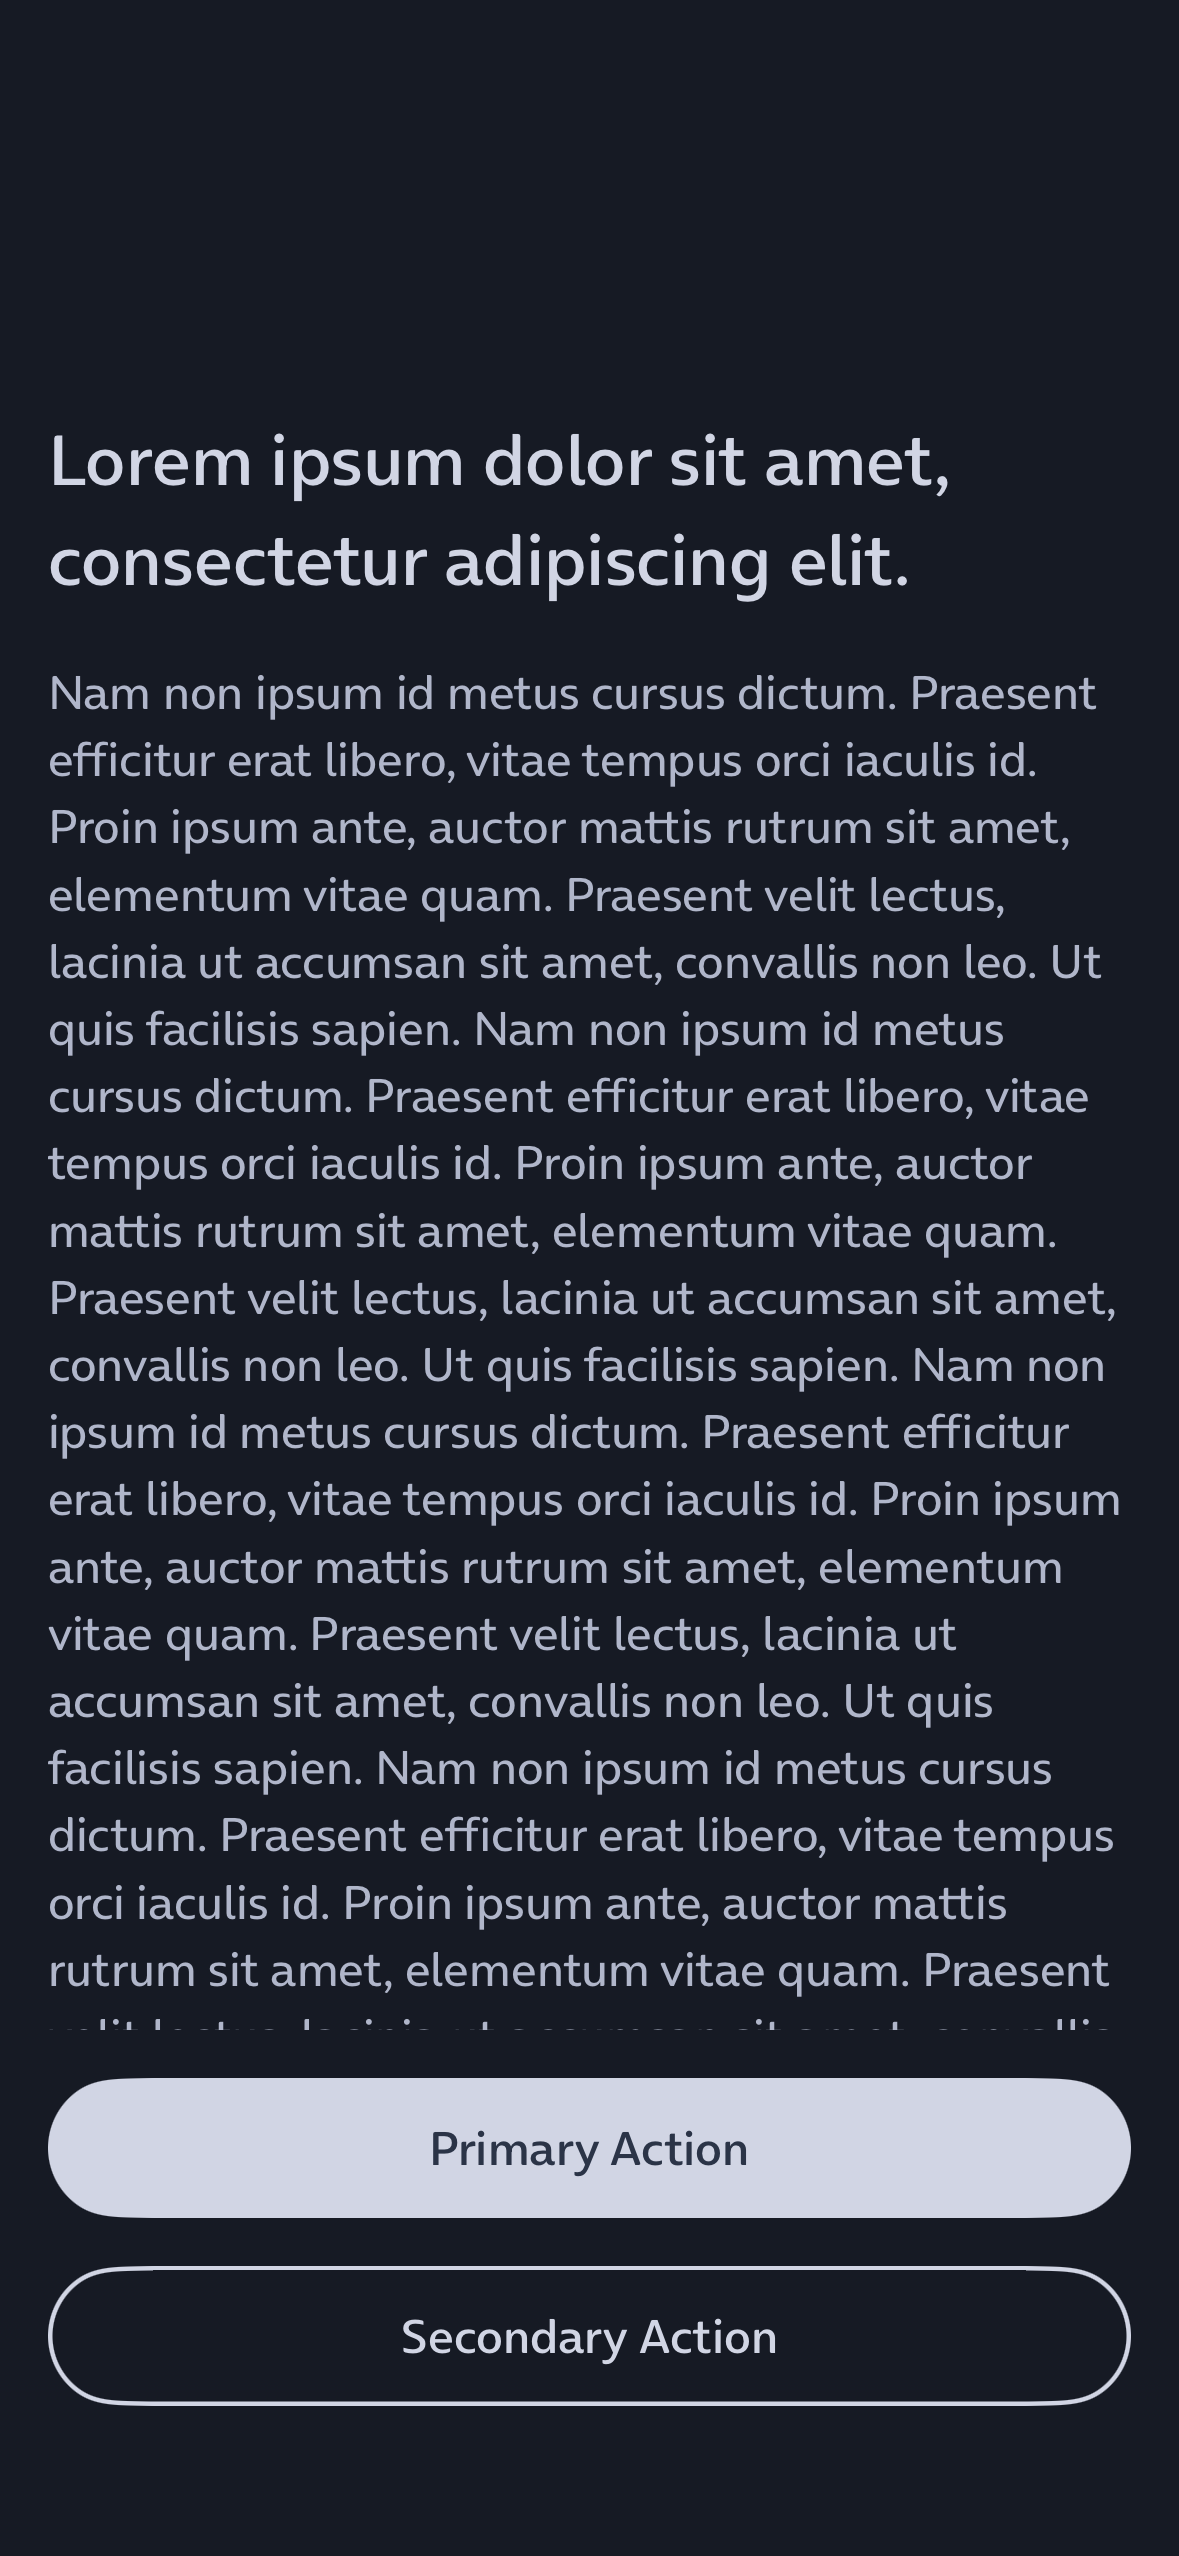 Lorem ipsum dolor sit amet,
consectetur adipiscing elit.
Nam non ipsum id metus cursus dictum. Praesent
efficitur erat libero, vitae tempus orci iaculis id.
Proin ipsum ante, auctor mattis rutrum sit amet,
elementum vitae quam. Praesent velit lectus,
lacinia ut accumsan sit amet, convallis non leo. Ut
quis facilisis sapien. Nam non ipsum id metus
cursus dictum. Praesent efficitur erat libero, vitae
tempus orci iaculis id. Proin ipsum ante, auctor
mattis rutrum sit amet, elementum vitae quam.
Praesent velit lectus, lacinia ut accumsan sit amet,
convallis non leo. Ut quis facilisis sapien. Nam non
ipsum id metus cursus dictum. Praesent efficitur
erat libero, vitae tempus orci iaculis id. Proin ipsum
ante, auctor mattis rutrum sit amet, elementum
vitae quam. Praesent velit lectus, lacinia ut
accumsan sit amet, convallis non leo. Ut quis
facilisis sapien. Nam non ipsum id metus cursus
dictum. Praesent efficitur erat libero, vitae tempus
orci iaculis id. Proin ipsum ante, auctor mattis
rutrum sit amet, elementum vitae quam. Praesent
Primary Action
Secondary Action